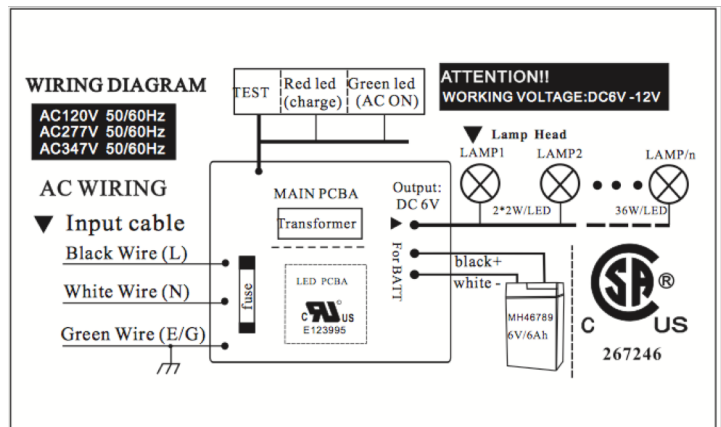 WIRING DIAGRAM
AC120V 50/60Hz
AC277V 50/60Hz
AC347V 50/60Hz
AC WIRING
Input cable
Black Wire (L)
White Wire (N)
Green Wire (E/G)
TEST
Red led
(charge)
Green led
(AC ON)
ATTENTION!!
WORKING VOLTAGE:DC6V -12V
Lamp Head
LAMP1
LAMP2
LAMP/n
2*2W/LED
36W/LED
MAIN PCBA
Transformer
Output:
DC 6V
For BATT.
fuse
LED PCBA
C US
E123995
black+
white -
MH46789
6V/6Ah
CSA ®
C US
267246